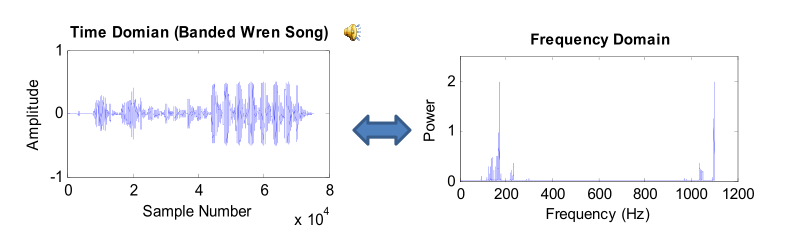 Time Domian (Banded Wren Song)
Amplitude
1
0
-1
0 2 4 6 8
Sample Number
x 10^4
Frequency Domain
Power
2
1
0
0 200 400 600 800 1000 1200
Frequency (Hz)